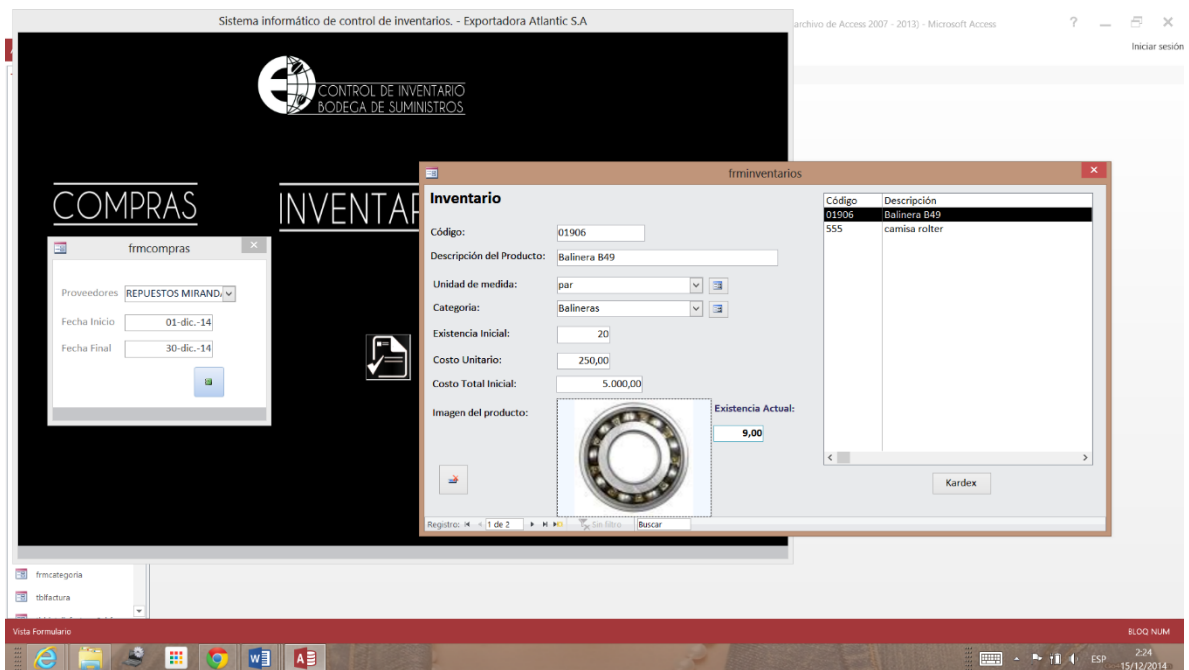 Sistema informático de control de inventarios. - Exportadora Atlantic S.A
archivo de Access 2007 - 2013) - Microsoft Access
?
Iniciar sesión
CONTROL DE INVENTARIO
BODEGA DE SUMINISTROS
COMPRAS
INVENTAR
frmcompras
Proveedores REPUESTOS MIRANDA
Fecha Inicio 01-dic.-14
Fecha Final 30-dic.-14
frminventarios
Inventario
Código: 01906
Descripción del Producto: Balinera B49
Unidad de medida: par
Categoria: Balineras
Existencia Inicial: 20
Costo Unitario: 250,00
Costo Total Inicial: 5.000,00
Imagen del producto:
Existencia Actual:
9,00
Código Descripción
01906 Balinera B49
555 camisa rolter
Kardex
Registro: 1 de 2 Sin filtro Buscar
frmcategoria
tblfactura
Vista Formulario
BLOQ NUM
ESP
2:24
15/12/2014